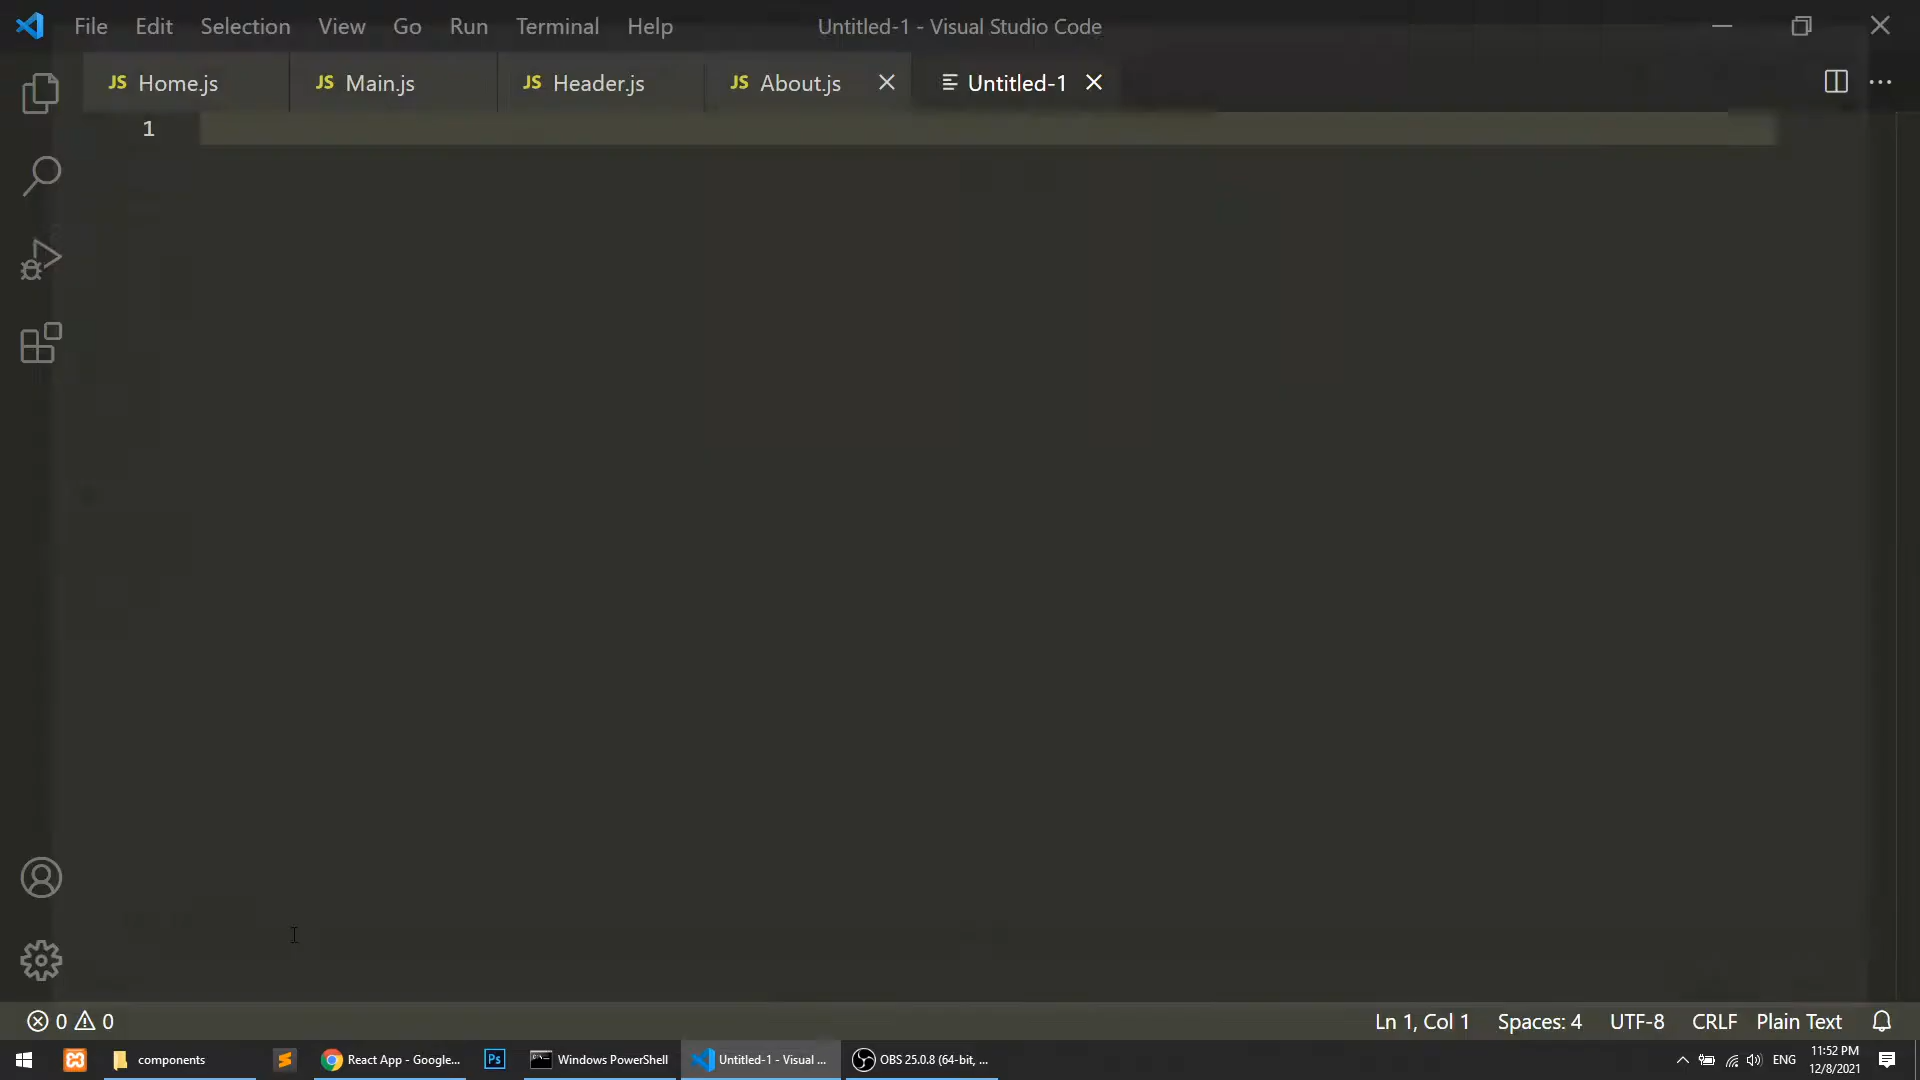 File Edit Selection View Go Run Terminal Help Untitled-1 - Visual Studio Code
JS Home.js JS Main.js JS Header.js JS About.js Untitled-1
1
0 0 Ln 1, Col 1 Spaces: 4 UTF-8 CRLF Plain Text
components React App - Google... Ps Windows PowerShell Untitled-1 - Visual ... OBS 25.0.8 (64-bit, ... ENG 11:52 PM
12/8/2021